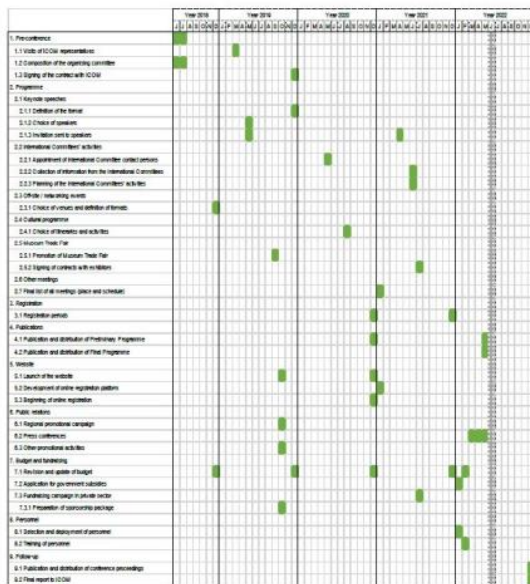 Year 2018 Year 2019 Year 2020 Year 2021 Year 2022
J J A S O N D J F M A M J J A S O N D J F M A M J J A S O N D J F M A M J J A S O N D J F M A M J J A S O N
1. Pre-conference
1.1 Visits of ICOM representatives
1.2 Composition of the organising committee
1.3 Signing of the contract with ICOM
2. Programme
2.1 Keynote speeches
2.1.1 Definition of the format
2.1.2 Choice of speakers
2.1.3 Invitation sent to speakers
2.2 International Committees' activities
2.2.1 Appointment of International Committee contact persons
2.2.2 Collection of information from the International Committees
2.2.3 Planning of the International Committees' activities
2.3 Off-site / networking events
2.3.1 Choice of venues and definition of formats
2.4 Cultural programme
2.4.1 Choice of itineraries and activities
2.5 Museum Trade Fair
2.5.1 Promotion of Museum Trade Fair
2.5.2 Signing of contracts with exhibitors
2.6 Other meetings
2.7 Final list of all meetings (place and schedule)
3. Registration
3.1 Registration periods
4. Publications
4.1 Publication and distribution of Preliminary Programme
4.2 Publication and distribution of Final Programme
5. Website
5.1 Launch of the website
5.2 Development of online registration platform
5.3 Beginning of online registration
6. Public relations
6.1 Regional promotional campaign
6.2 Press conferences
6.3 Other promotional activities
7. Budget and fundraising
7.1 Revision and update of budget
7.2 Application for government subsidies
7.3 Fundraising campaign in private sector
7.3.1 Preparation of sponsorship package
8. Personnel
8.1 Selection and deployment of personnel
8.2 Training of personnel
9. Follow-up
9.1 Publication and distribution of conference proceedings
9.2 Final report to ICOM